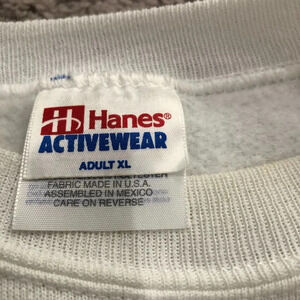 Hanes®
ACTIVEWEAR
ADULT XL
FABRIC MADE IN U.S.A.
ASSEMBLED IN MEXICO
CARE ON REVERSE